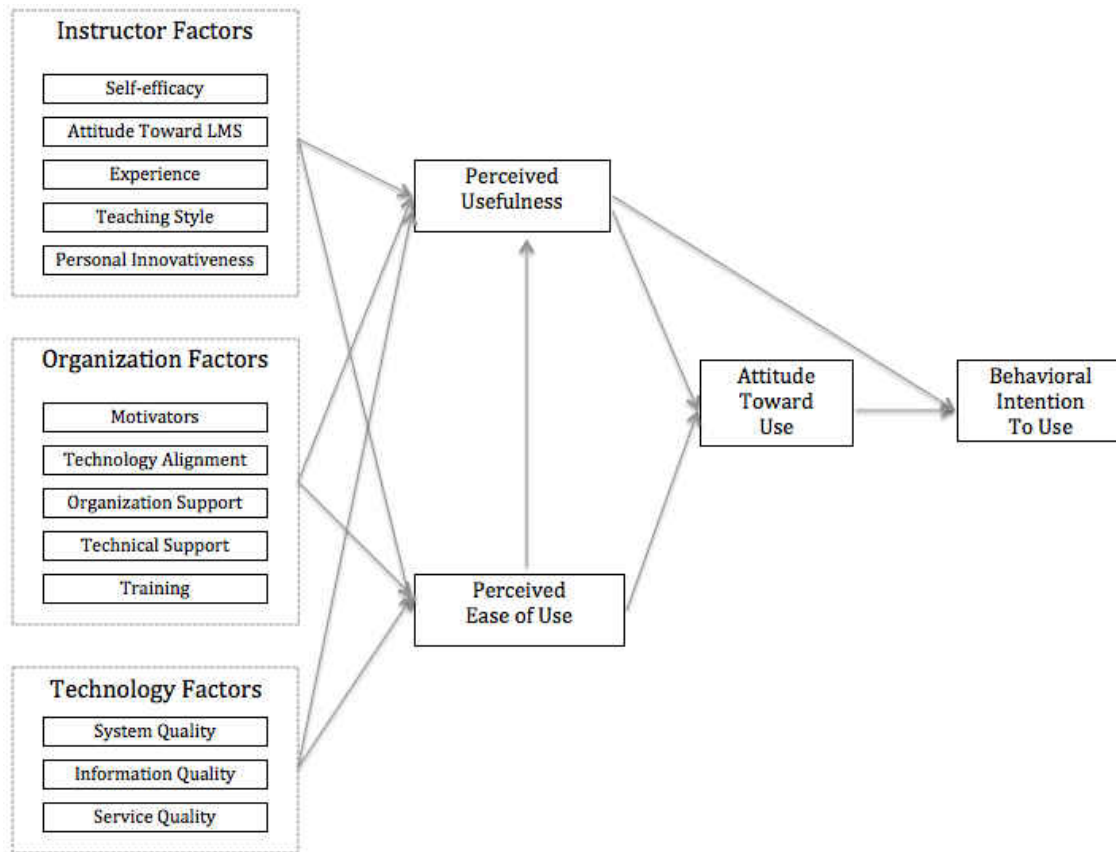 Instructor Factors
Self-efficacy
Attitude Toward LMS
Experience
Teaching Style
Personal Innovativeness
Organization Factors
Motivators
Technology Alignment
Organization Support
Technical Support
Training
Technology Factors
System Quality
Information Quality
Service Quality
Perceived
Usefulness
Perceived
Ease of Use
Attitude
Toward
Use
Behavioral
Intention
To Use